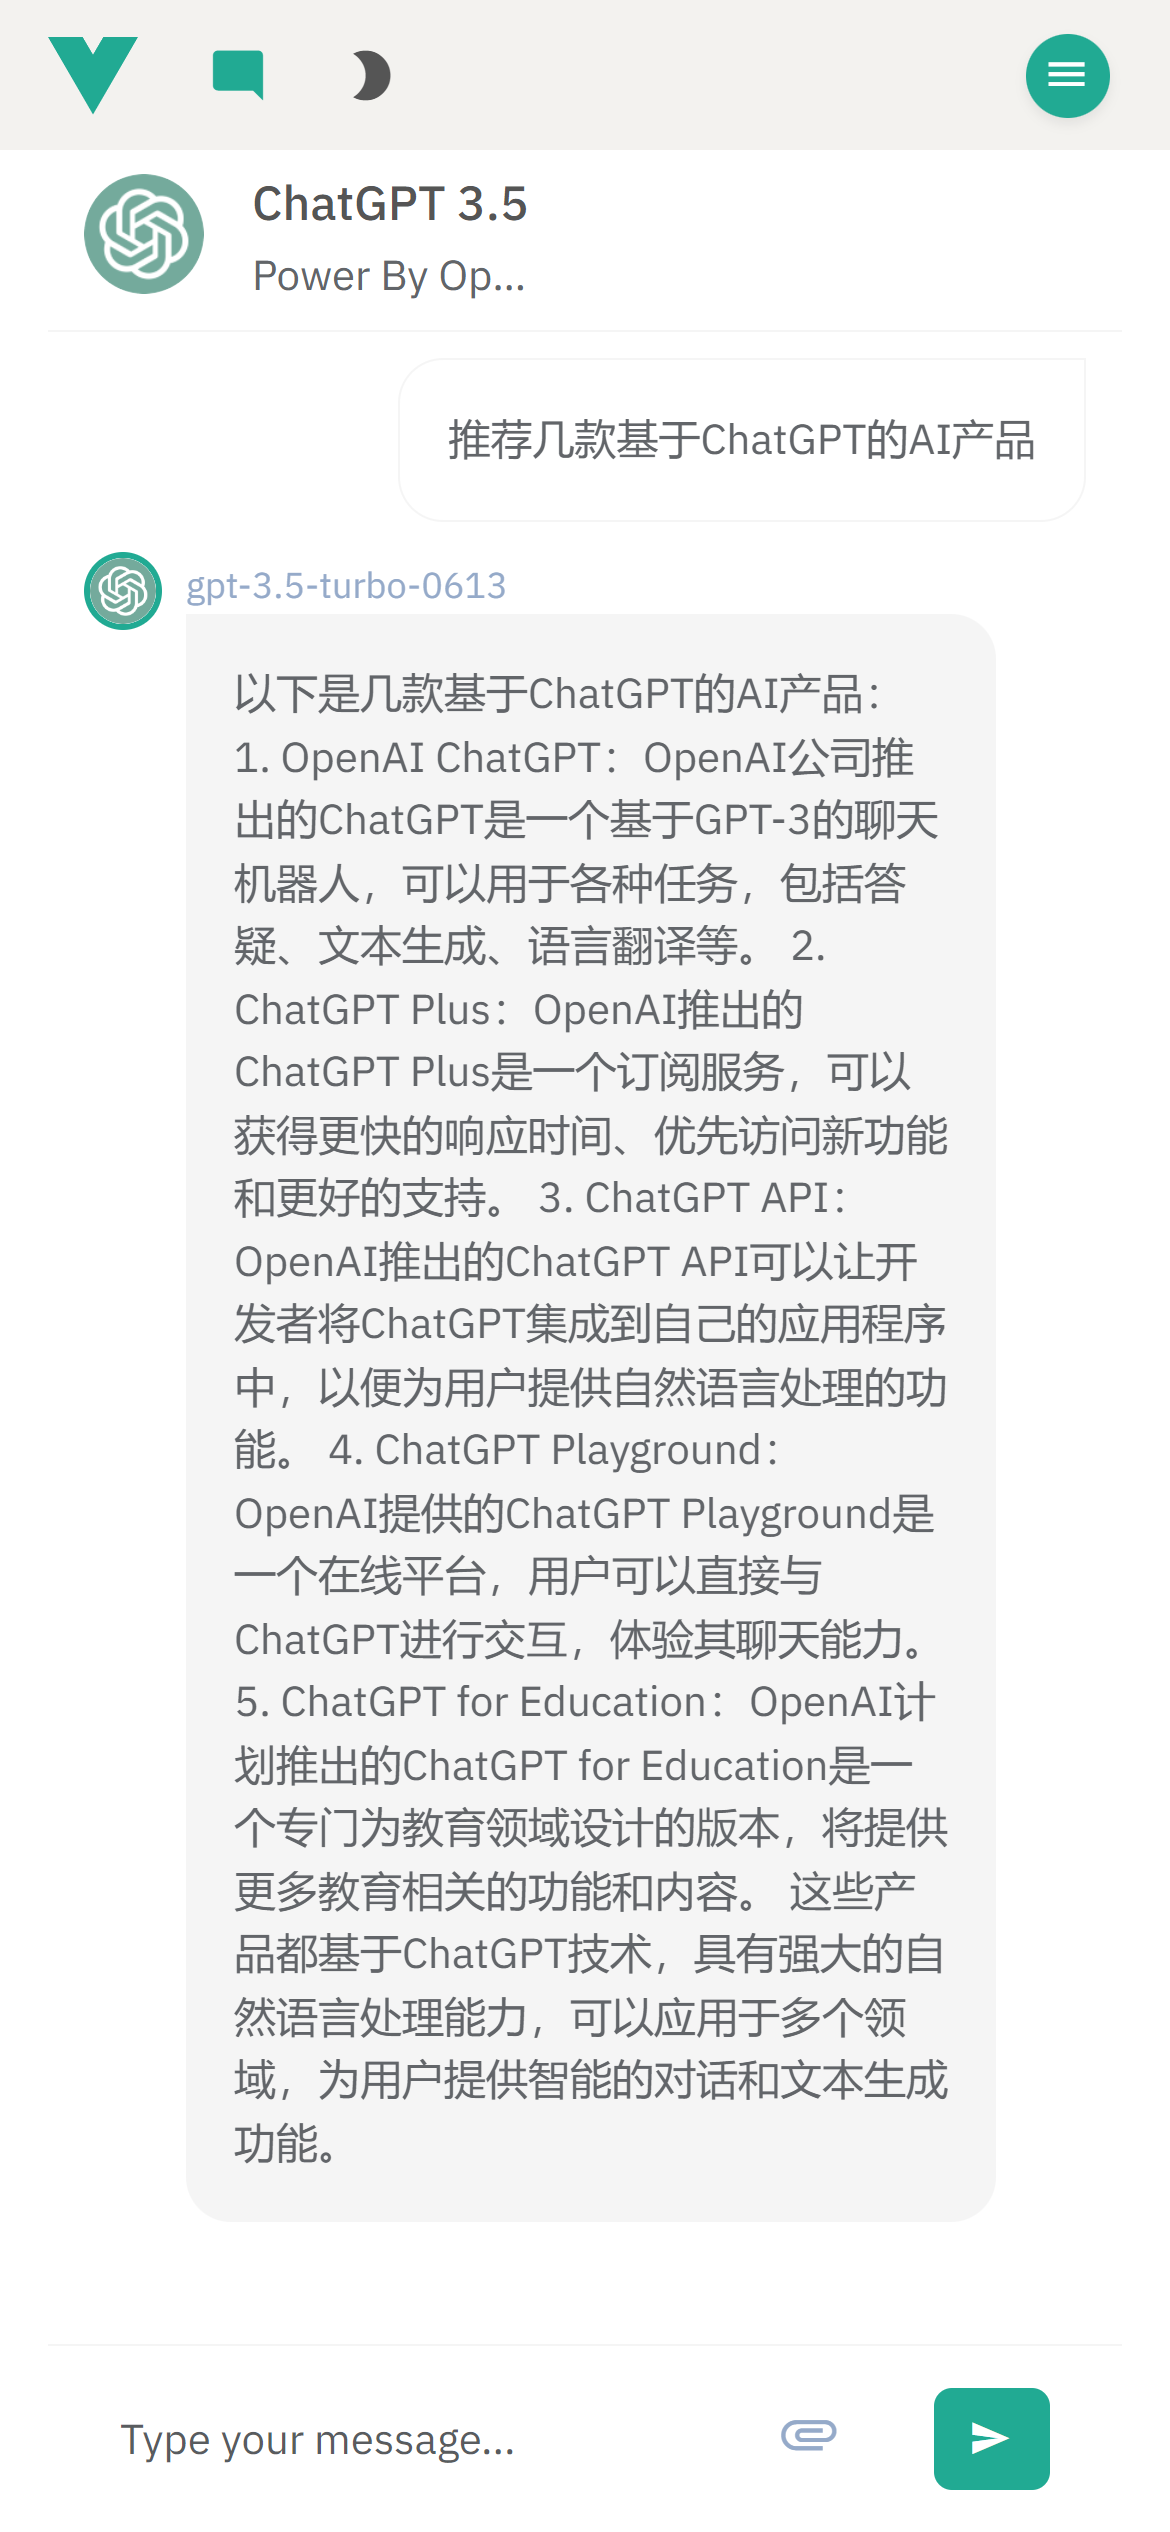 ChatGPT 3.5
Power By Op...
推荐几款基于ChatGPT的AI产品
gpt-3.5-turbo-0613
以下是几款基于ChatGPT的AI产品：
1. OpenAI ChatGPT：OpenAI公司推
出的ChatGPT是一个基于GPT-3的聊天
机器人，可以用于各种任务，包括答
疑、文本生成、语言翻译等。 2.
ChatGPT Plus：OpenAI推出的
ChatGPT Plus是一个订阅服务，可以
获得更快的响应时间、优先访问新功能
和更好的支持。 3. ChatGPT API：
OpenAI推出的ChatGPT API可以让开
发者将ChatGPT集成到自己的应用程序
中，以便为用户提供自然语言处理的功
能。 4. ChatGPT Playground：
OpenAI提供的ChatGPT Playground是
一个在线平台，用户可以直接与
ChatGPT进行交互，体验其聊天能力。
5. ChatGPT for Education：OpenAI计
划推出的ChatGPT for Education是一
个专门为教育领域设计的版本，将提供
更多教育相关的功能和内容。 这些产
品都基于ChatGPT技术，具有强大的自
然语言处理能力，可以应用于多个领
域，为用户提供智能的对话和文本生成
功能。
Type your message...